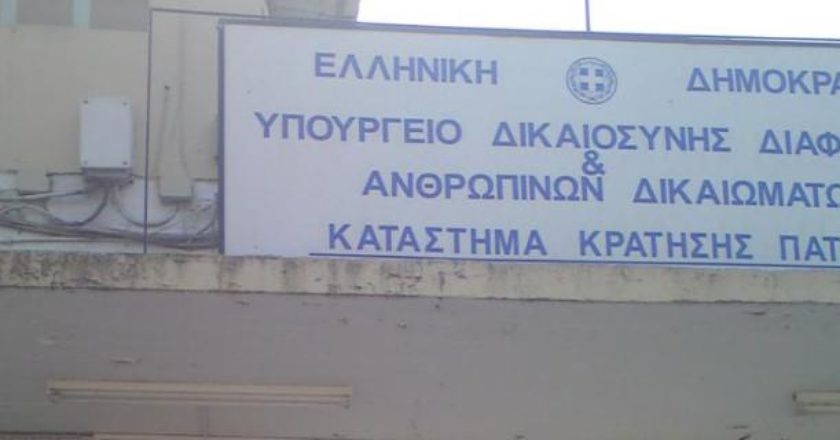 ΕΛΛΗΝΙΚΗ ΔΗΜΟΚΡΑ
ΥΠΟΥΡΓΕΙΟ ΔΙΚΑΙΟΣΥΝΗΣ ΔΙΑΦ
&
ΑΝΘΡΩΠΙΝΩΝ ΔΙΚΑΙΩΜΑΤΩ
ΚΑΤΑΣΤΗΜΑ ΚΡΑΤΗΣΗΣ ΠΑΤ